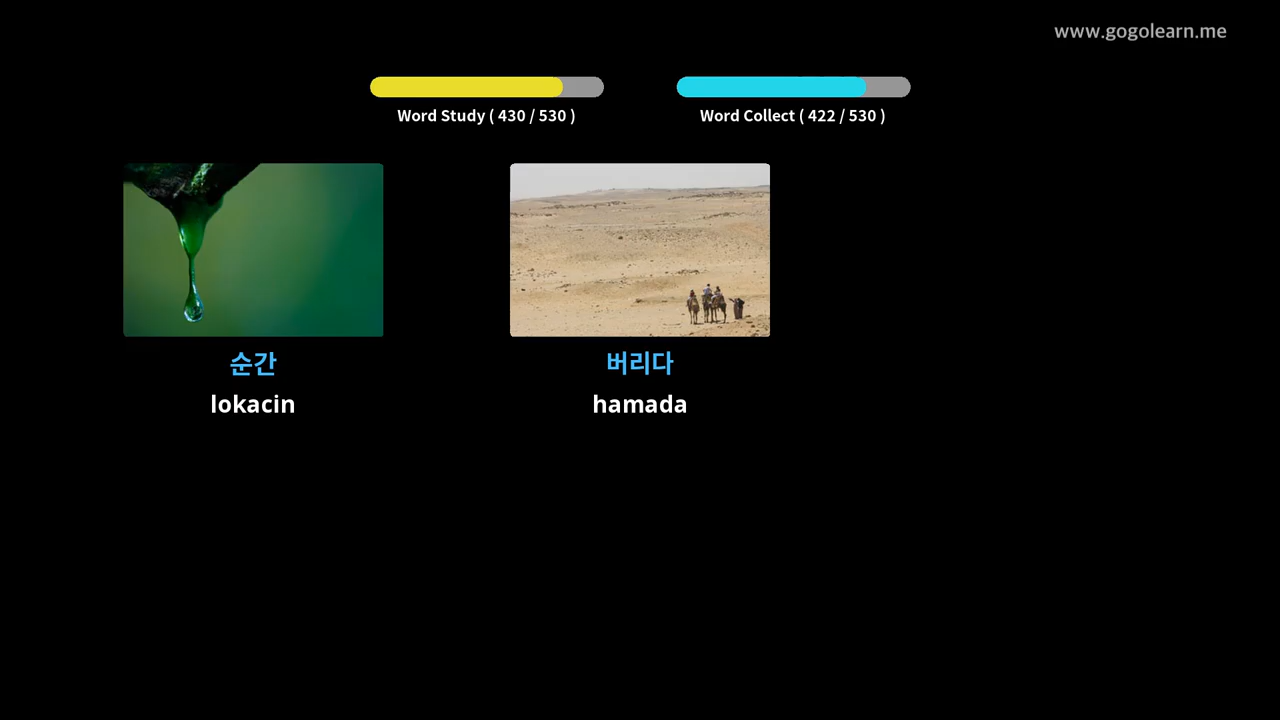 www.gogolearn.me
Word Study ( 430 / 530 )
Word Collect ( 422 / 530 )
순간
lokacin
버리다
hamada